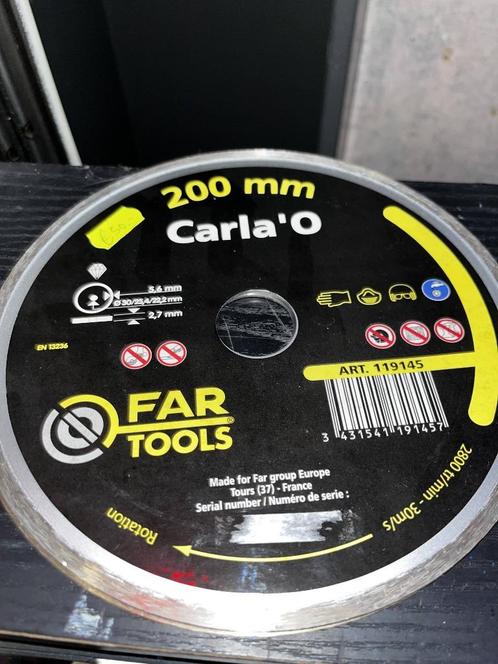 200 mm
Carla'O
5,6 mm
Ø 30/25,4/22,2 mm
2,7 mm
EN 13236
ART. 119145
3 431541 191457
FAR
TOOLS®
Made for Far group Europe
Tours (37) - France
Serial number / Numéro de serie :
2800 tr/min - 30m/s
Rotation